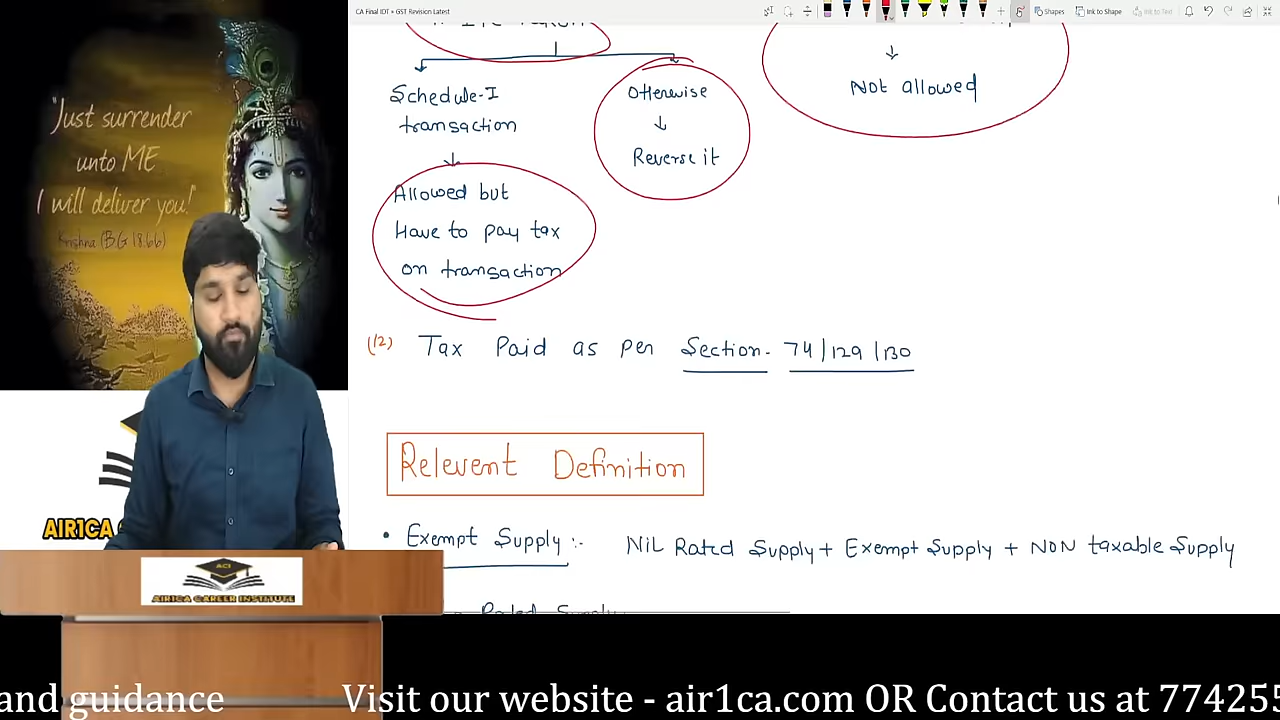 CA Final IDT + GST Revision Latest
Shapes
Ink to Shape
Ink to Text
"Just surrender
unto ME
I will deliver you!"
Krishna (BG 18.66)
Schedule-I
transaction
Allowed but
Have to pay tax
on transaction
Otherwise
Reverse it
Not allowed
(12) Tax Paid as per Section- 74/129/130
Relevent Definition
• Exempt Supply :- NiL Rated Supply + Exempt Supply + NON taxable Supply
Rated Supply
AIR1CA
ACI
AIR1CA CAREER INSTITUTE
and guidance Visit our website - air1ca.com OR Contact us at 774255